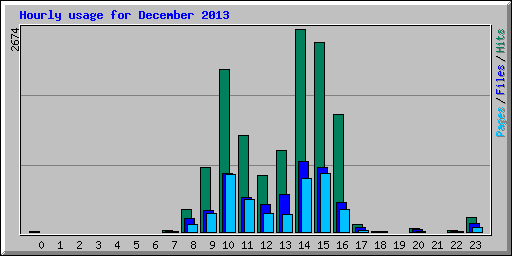 Hourly usage for December 2013
2674
Pages/Files/Hits
0 1 2 3 4 5 6 7 8 9 10 11 12 13 14 15 16 17 18 19 20 21 22 23